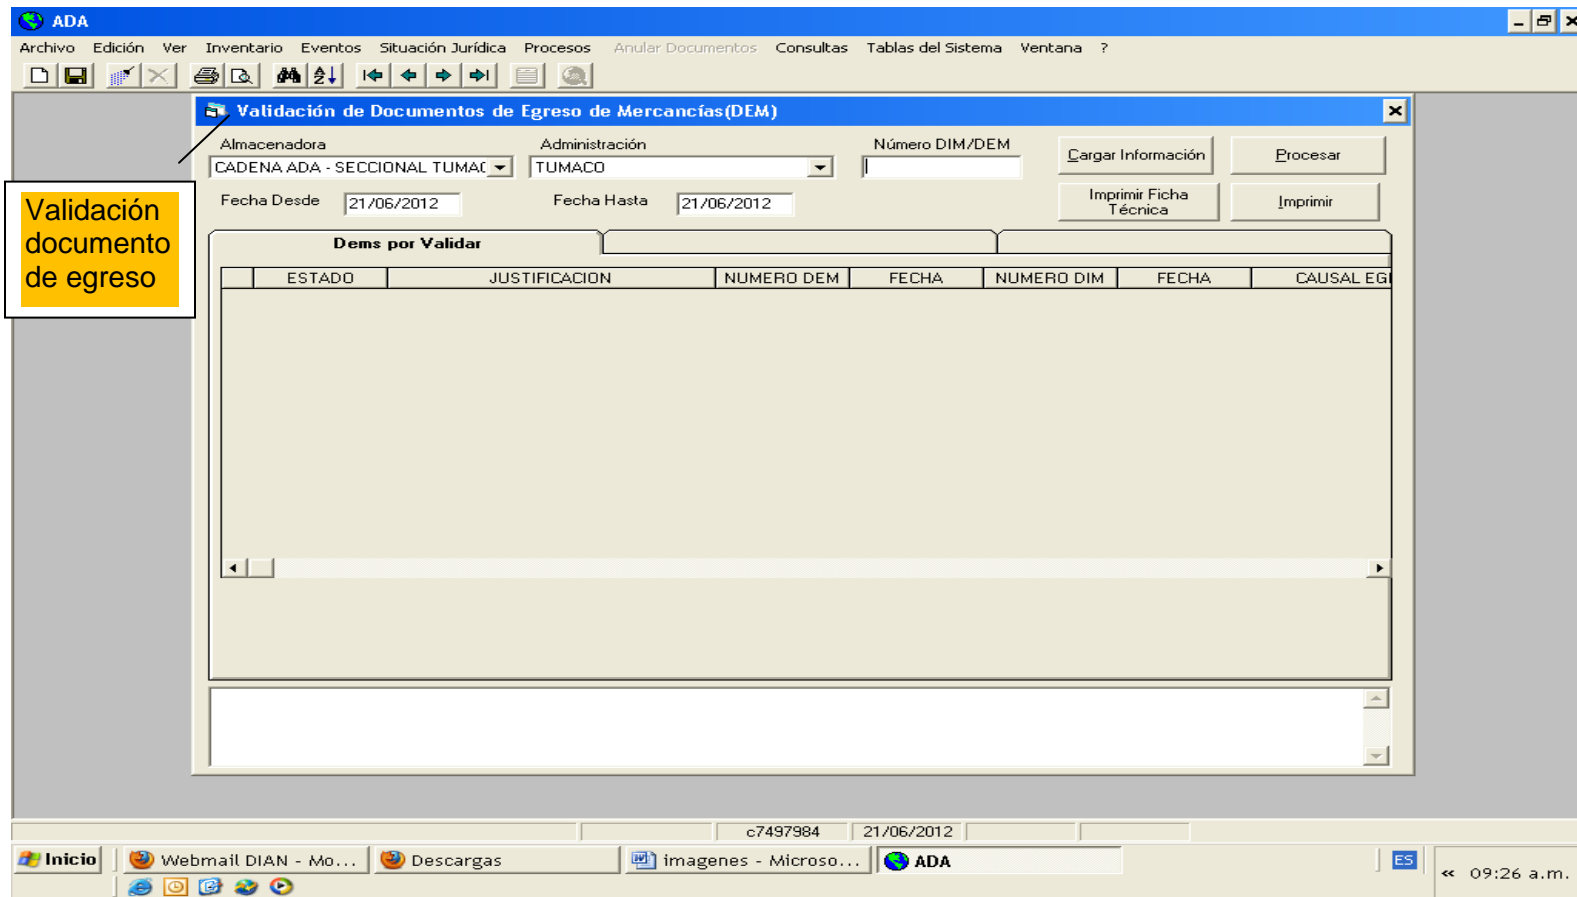 ADA
Archivo Edición Ver Inventario Eventos Situación Jurídica Procesos Anular Documentos Consultas Tablas del Sistema Ventana ?
Validación de Documentos de Egreso de Mercancías(DEM)
Almacenadora Administración Número DIM/DEM
CADENA ADA - SECCIONAL TUMAC TUMACO
Cargar Información Procesar
Fecha Desde 21/06/2012 Fecha Hasta 21/06/2012
Imprimir Ficha
Técnica
Imprimir
Validación
documento
de egreso
Dems por Validar
ESTADO JUSTIFICACION NUMERO DEM FECHA NUMERO DIM FECHA CAUSAL EGR
c7497984 21/06/2012
Inicio Webmail DIAN - Mo... Descargas imagenes - Microso... ADA ES
« 09:26 a.m.